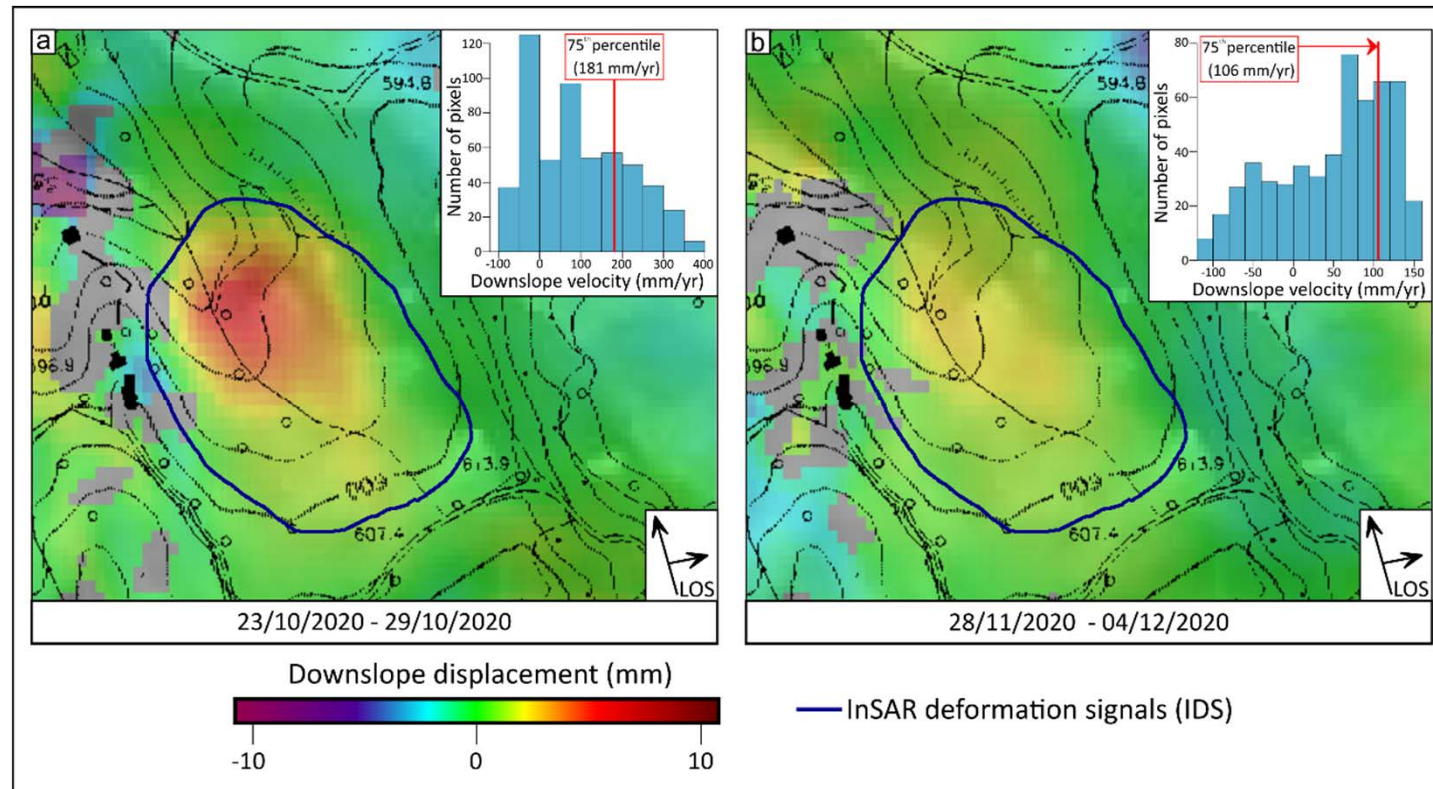 a
120
100
80
60
40
20
0
Number of pixels
75th percentile
(181 mm/yr)
-100 0 100 200 300 400
Downslope velocity (mm/yr)
594.8
596.9
607.4
613.9
LOS
23/10/2020 - 29/10/2020
b
80
60
40
20
0
Number of pixels
75th percentile
(106 mm/yr)
-100 -50 0 50 100 150
Downslope velocity (mm/yr)
594.8
596.9
607.4
613.9
LOS
28/11/2020 - 04/12/2020
Downslope displacement (mm)
-10 0 10
InSAR deformation signals (IDS)